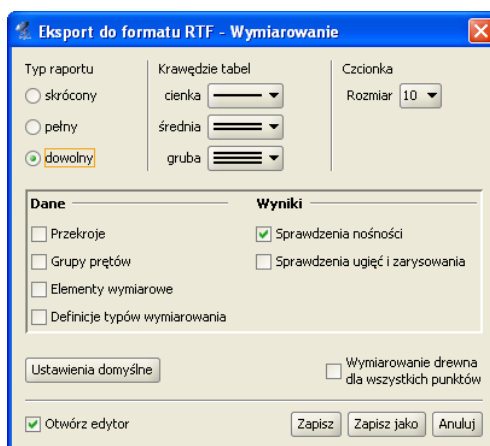 Eksport do formatu RTF - Wymiarowanie
Typ raportu
skrócony
pełny
dowolny
Krawędzie tabel
cienka
średnia
gruba
Czcionka
Rozmiar 10
Dane
Przekroje
Grupy prętów
Elementy wymiarowe
Definicje typów wymiarowania
Wyniki
Sprawdzenia nośności
Sprawdzenia ugięć i zarysowania
Ustawienia domyślne
Wymiarowanie drewna
dla wszystkich punktów
Otwórz edytor
Zapisz
Zapisz jako
Anuluj